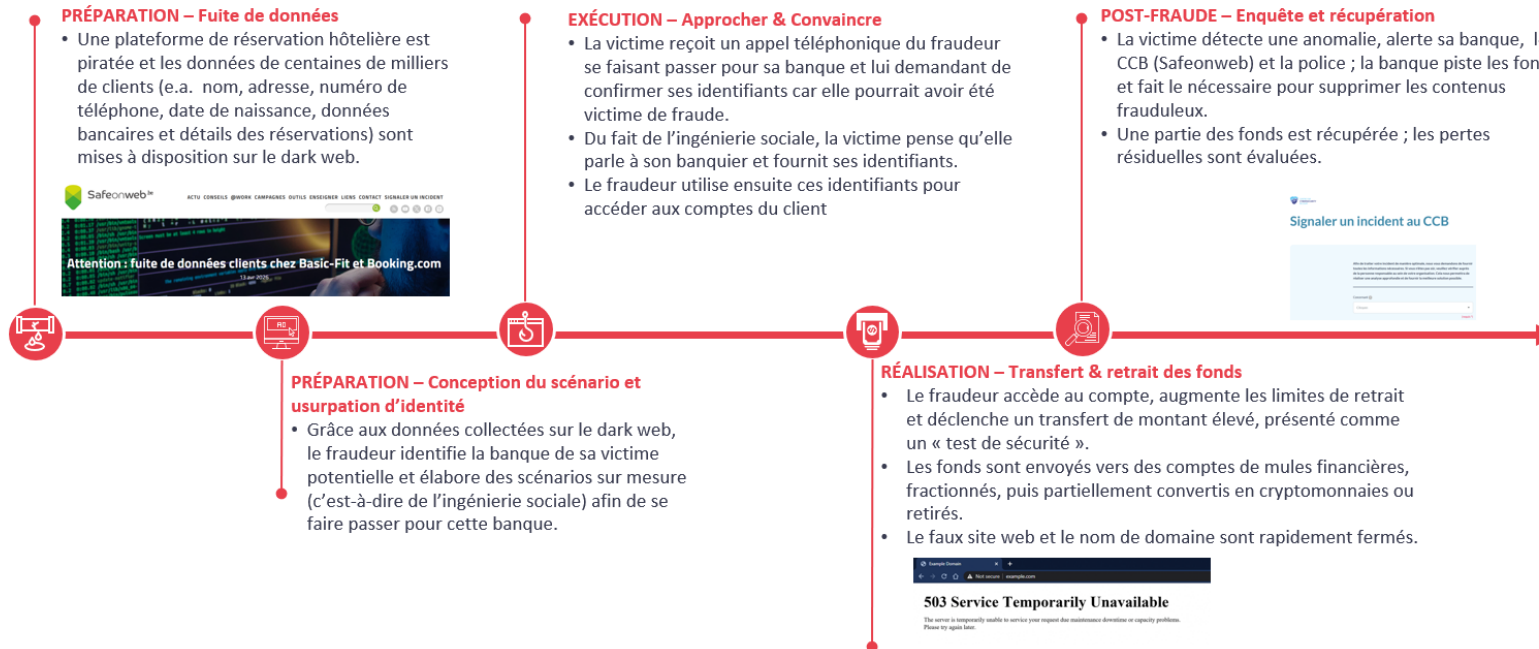 PRÉPARATION – Fuite de données
• Une plateforme de réservation hôtelière est
piratée et les données de centaines de milliers
de clients (e.a.  nom, adresse, numéro de
téléphone, date de naissance, données
bancaires et détails des réservations) sont
mises à disposition sur le dark web.
Safeonweb.be
ACTU CONSEILS @WORK CAMPAGNES OUTILS ENSEIGNER LIENS CONTACT SIGNALER UN INCIDENT
Attention : fuite de données clients chez Basic-Fit et Booking.com
EXÉCUTION – Approcher & Convaincre
• La victime reçoit un appel téléphonique du fraudeur
se faisant passer pour sa banque et lui demandant de
confirmer ses identifiants car elle pourrait avoir été
victime de fraude.
• Du fait de l'ingénierie sociale, la victime pense qu'elle
parle à son banquier et fournit ses identifiants.
• Le fraudeur utilise ensuite ces identifiants pour
accéder aux comptes du client
POST-FRAUDE – Enquête et récupération
• La victime détecte une anomalie, alerte sa banque,
CCB (Safeonweb) et la police ; la banque piste les fon
et fait le nécessaire pour supprimer les contenus
frauduleux.
• Une partie des fonds est récupérée ; les pertes
résiduelles sont évaluées.
Signaler un incident au CCB
PRÉPARATION – Conception du scénario et
usurpation d'identité
• Grâce aux données collectées sur le dark web,
le fraudeur identifie la banque de sa victime
potentielle et élabore des scénarios sur mesure
(c'est-à-dire de l'ingénierie sociale) afin de se
faire passer pour cette banque.
RÉALISATION – Transfert & retrait des fonds
• Le fraudeur accède au compte, augmente les limites de retrait
et déclenche un transfert de montant élevé, présenté comme
un « test de sécurité ».
• Les fonds sont envoyés vers des comptes de mules financières,
fractionnés, puis partiellement convertis en cryptomonnaies ou
retirés.
• Le faux site web et le nom de domaine sont rapidement fermés.
Example Domain
Not secure | example.com
503 Service Temporarily Unavailable
The server is temporarily unable to service your request due maintenance downtime or capacity problems.
Please try again later.